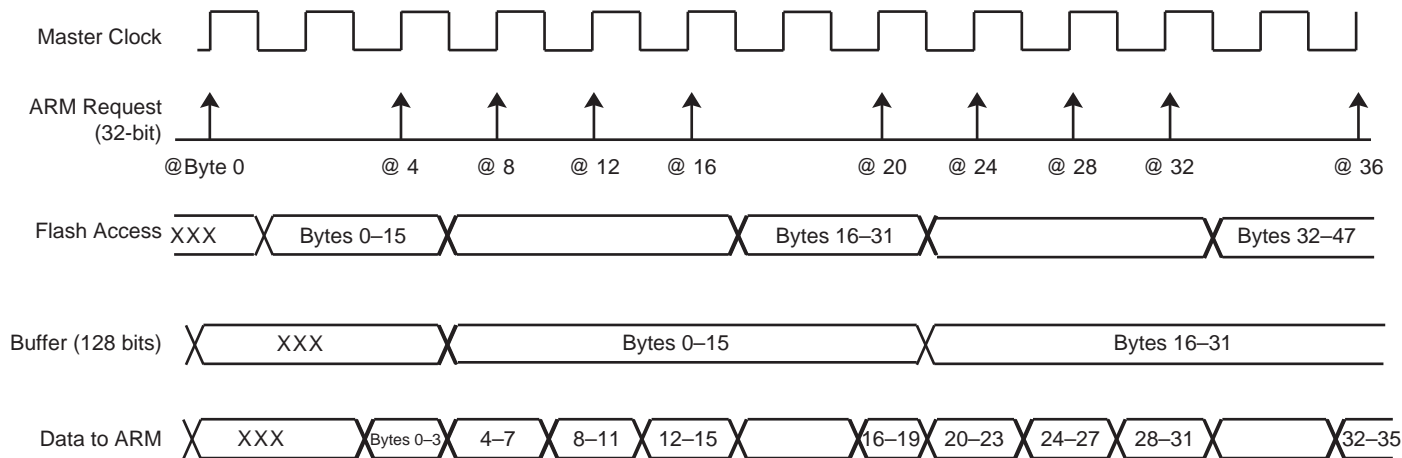 Master Clock
ARM Request
(32-bit)
@Byte 0 @ 4 @ 8 @ 12 @ 16 @ 20 @ 24 @ 28 @ 32 @ 36
Flash Access XXX Bytes 0–15 Bytes 16–31 Bytes 32–47
Buffer (128 bits) XXX Bytes 0–15 Bytes 16–31
Data to ARM XXX Bytes 0–3 4–7 8–11 12–15 16–19 20–23 24–27 28–31 32–35